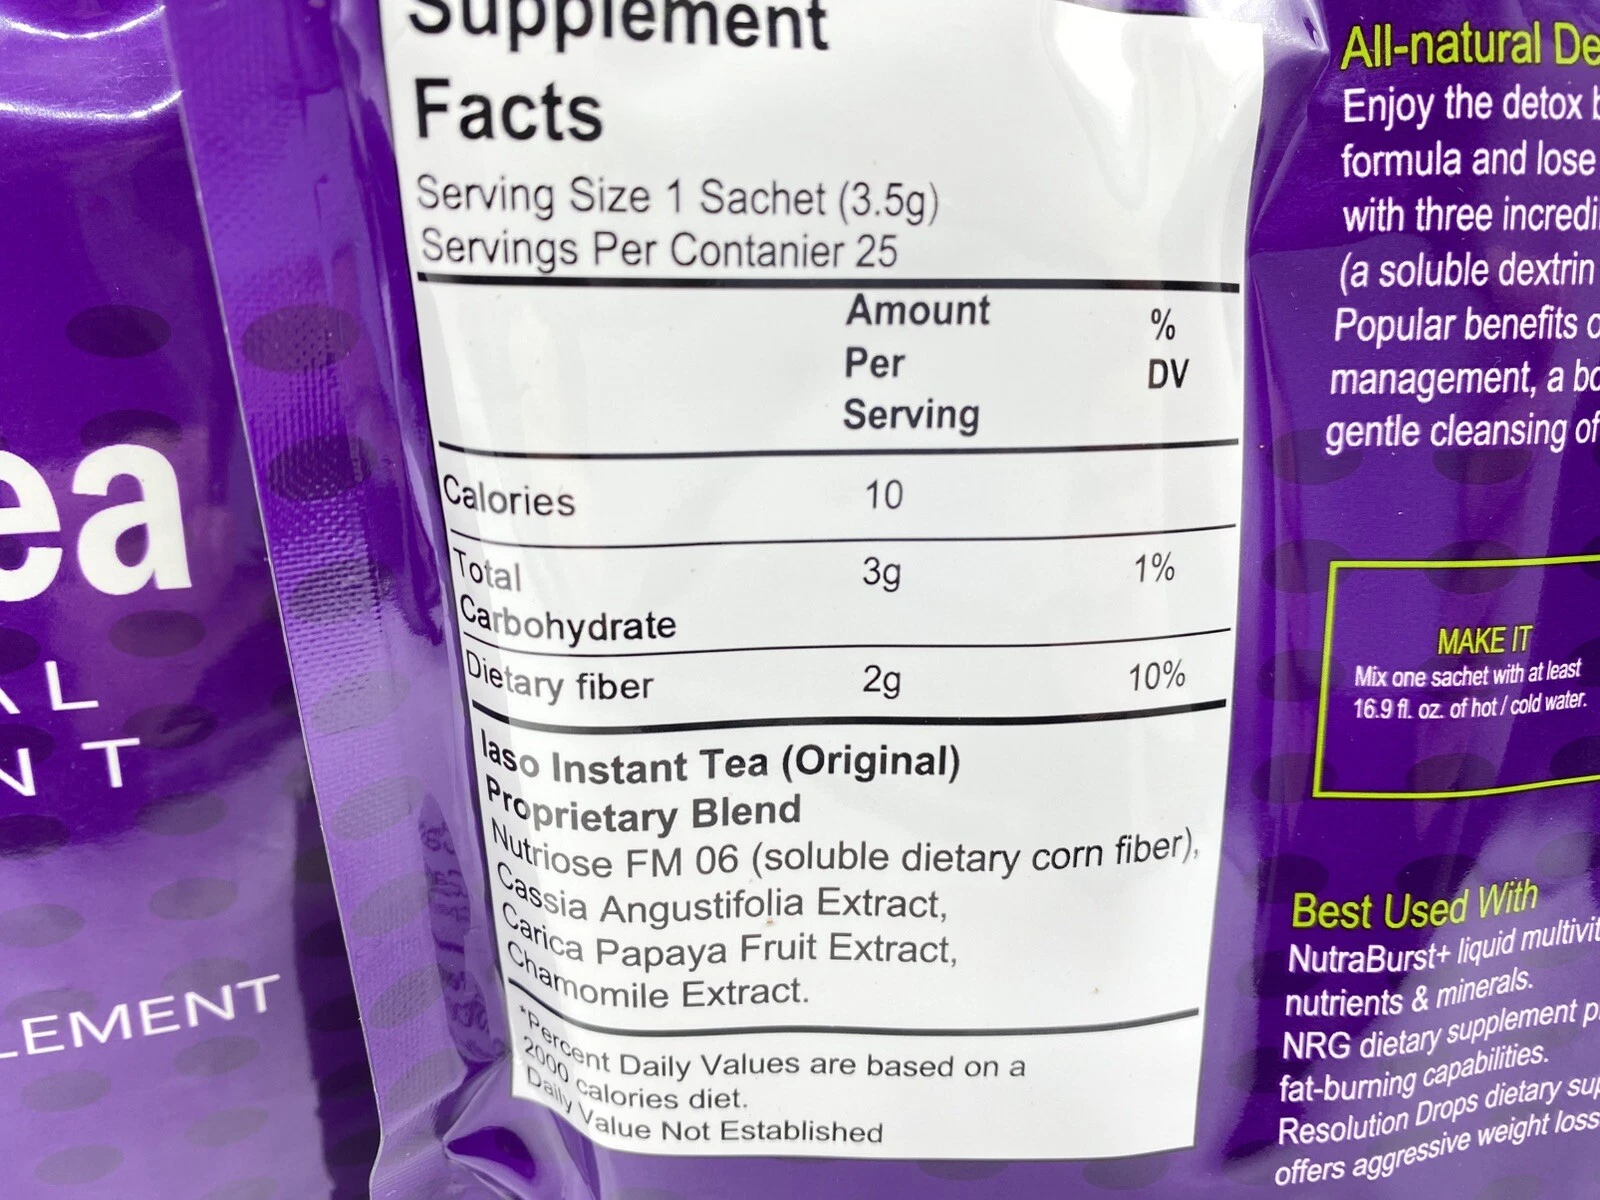 ea
AL
NT
LEMENT
Supplement
Facts
Serving Size 1 Sachet (3.5g)
Servings Per Contanier 25
Amount
Per
Serving
%
DV
Calories 10
Total
Carbohydrate 3g 1%
Dietary fiber 2g 10%
Iaso Instant Tea (Original)
Proprietary Blend
Nutriose FM 06 (soluble dietary corn fiber),
Cassia Angustifolia Extract,
Carica Papaya Fruit Extract,
Chamomile Extract.
*Percent Daily Values are based on a
2000 calories diet.
Daily Value Not Established
All-natural De
Enjoy the detox b
formula and lose
with three incredi
(a soluble dextrin
Popular benefits o
management, a bo
gentle cleansing of
MAKE IT
Mix one sachet with at least
16.9 fl. oz. of hot / cold water.
Best Used With
NutraBurst+ liquid multivit
nutrients & minerals.
NRG dietary supplement p
fat-burning capabilities.
Resolution Drops dietary sup
offers aggressive weight loss